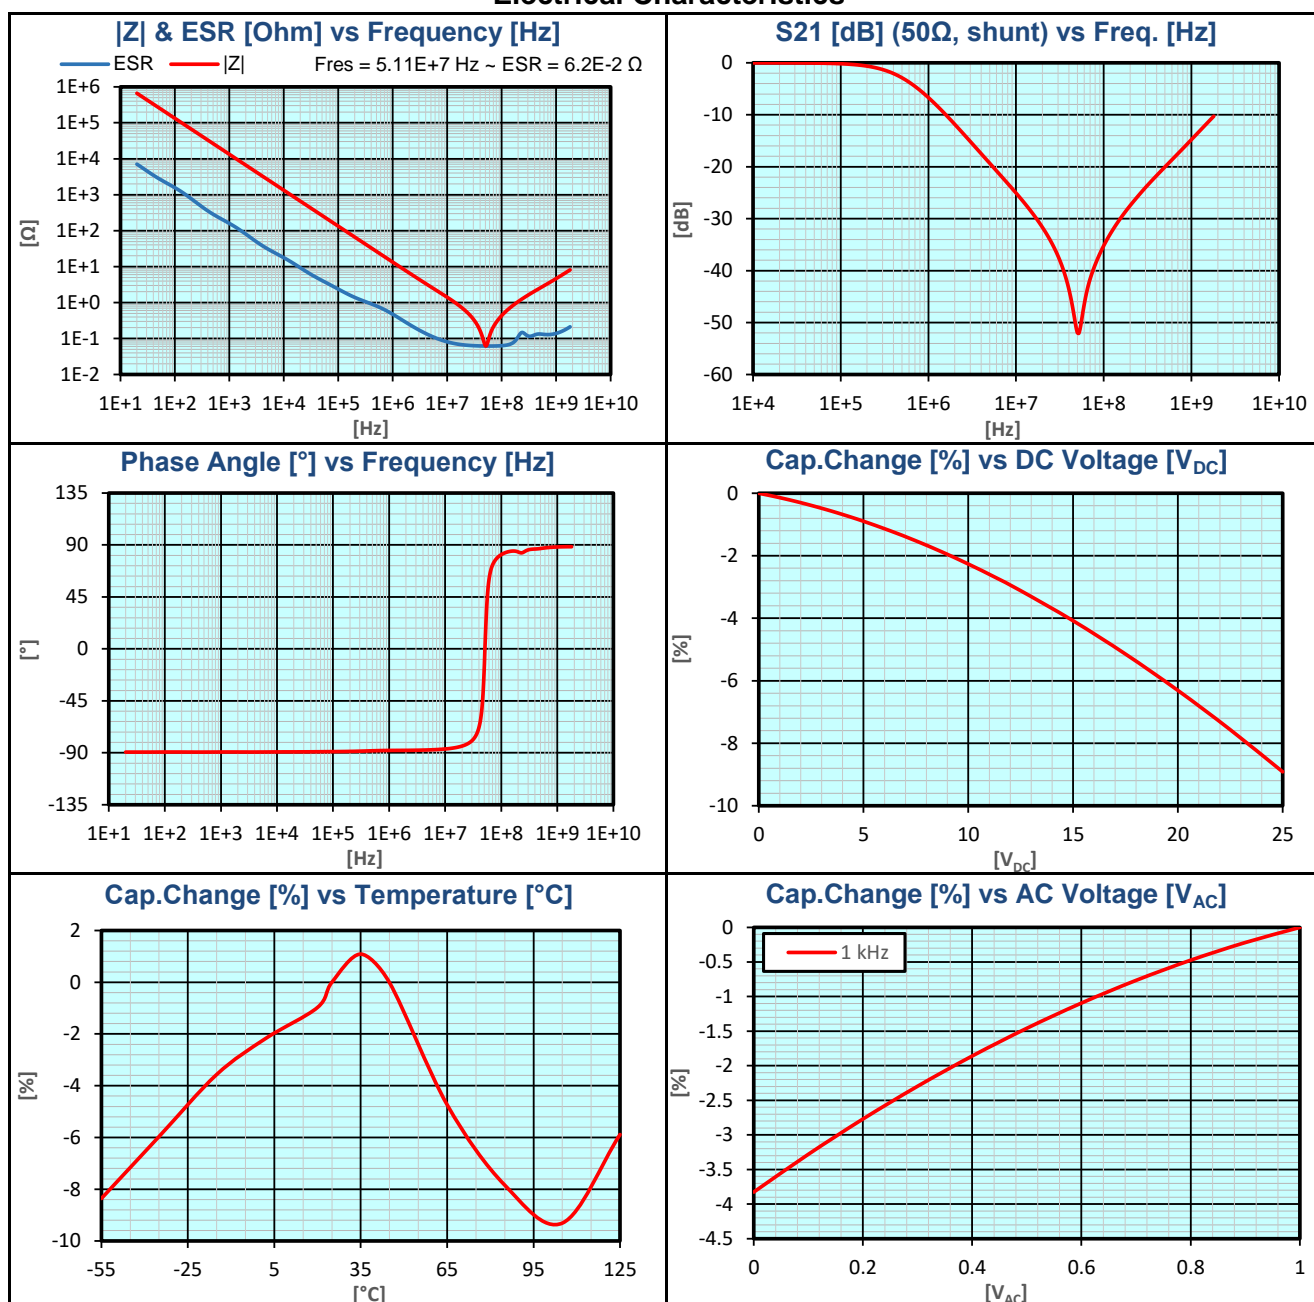 Electrical Characteristics
|Z| & ESR [Ohm] vs Frequency [Hz]
ESR |Z| Fres = 5.11E+7 Hz ~ ESR = 6.2E-2 Ω
1E+6
1E+5
1E+4
1E+3
1E+2
1E+1
1E+0
1E-1
1E-2
[Ω]
1E+1 1E+2 1E+3 1E+4 1E+5 1E+6 1E+7 1E+8 1E+9 1E+10
[Hz]
S21 [dB] (50Ω, shunt) vs Freq. [Hz]
0
-10
-20
-30
-40
-50
-60
[dB]
1E+4 1E+5 1E+6 1E+7 1E+8 1E+9 1E+10
[Hz]
Phase Angle [°] vs Frequency [Hz]
135
90
45
0
-45
-90
-135
[°]
1E+1 1E+2 1E+3 1E+4 1E+5 1E+6 1E+7 1E+8 1E+9 1E+10
[Hz]
Cap.Change [%] vs DC Voltage [VDC]
0
-2
-4
-6
-8
-10
[%]
0 5 10 15 20 25
[VDC]
Cap.Change [%] vs Temperature [°C]
2
0
-2
-4
-6
-8
-10
[%]
-55 -25 5 35 65 95 125
[°C]
Cap.Change [%] vs AC Voltage [VAC]
1 kHz
0
-0.5
-1
-1.5
-2
-2.5
-3
-3.5
-4
-4.5
[%]
0 0.2 0.4 0.6 0.8 1
[VAC]